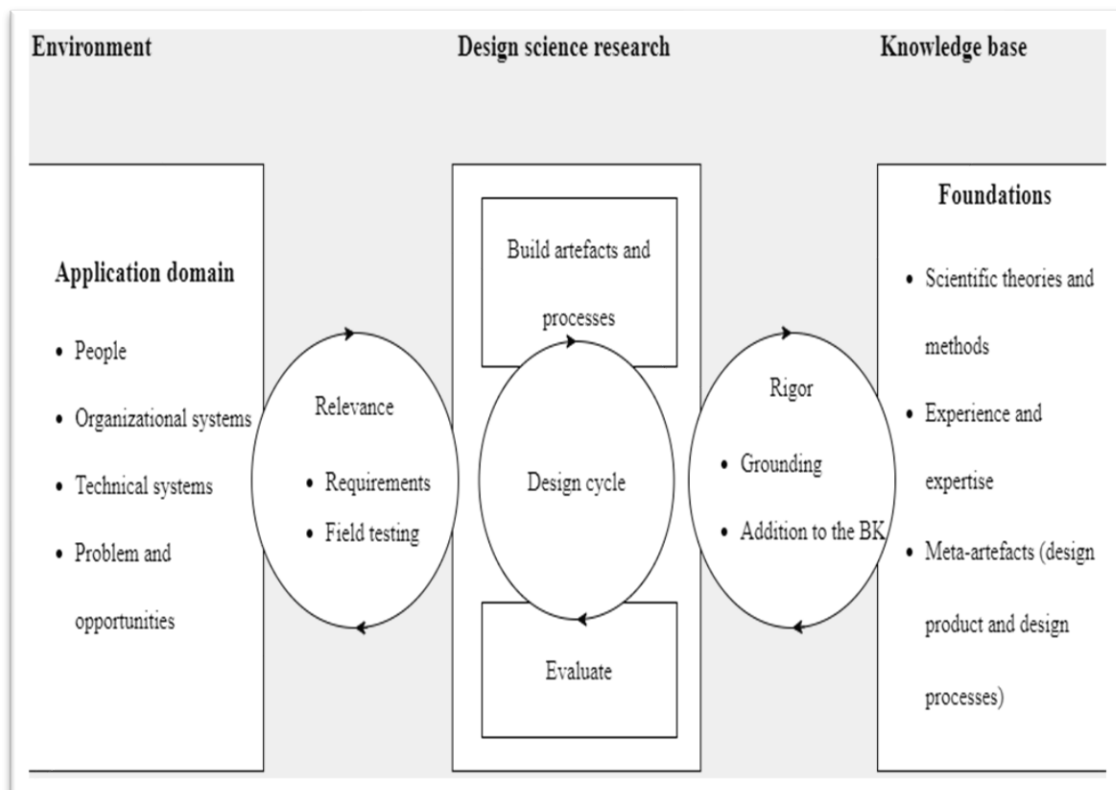 Environment
Design science research
Knowledge base
Application domain
• People
• Organizational systems
• Technical systems
• Problem and
opportunities
Relevance
• Requirements
• Field testing
Build artefacts and
processes
Design cycle
Evaluate
Rigor
• Grounding
• Addition to the BK
Foundations
• Scientific theories and
methods
• Experience and
expertise
• Meta-artefacts (design
product and design
processes)